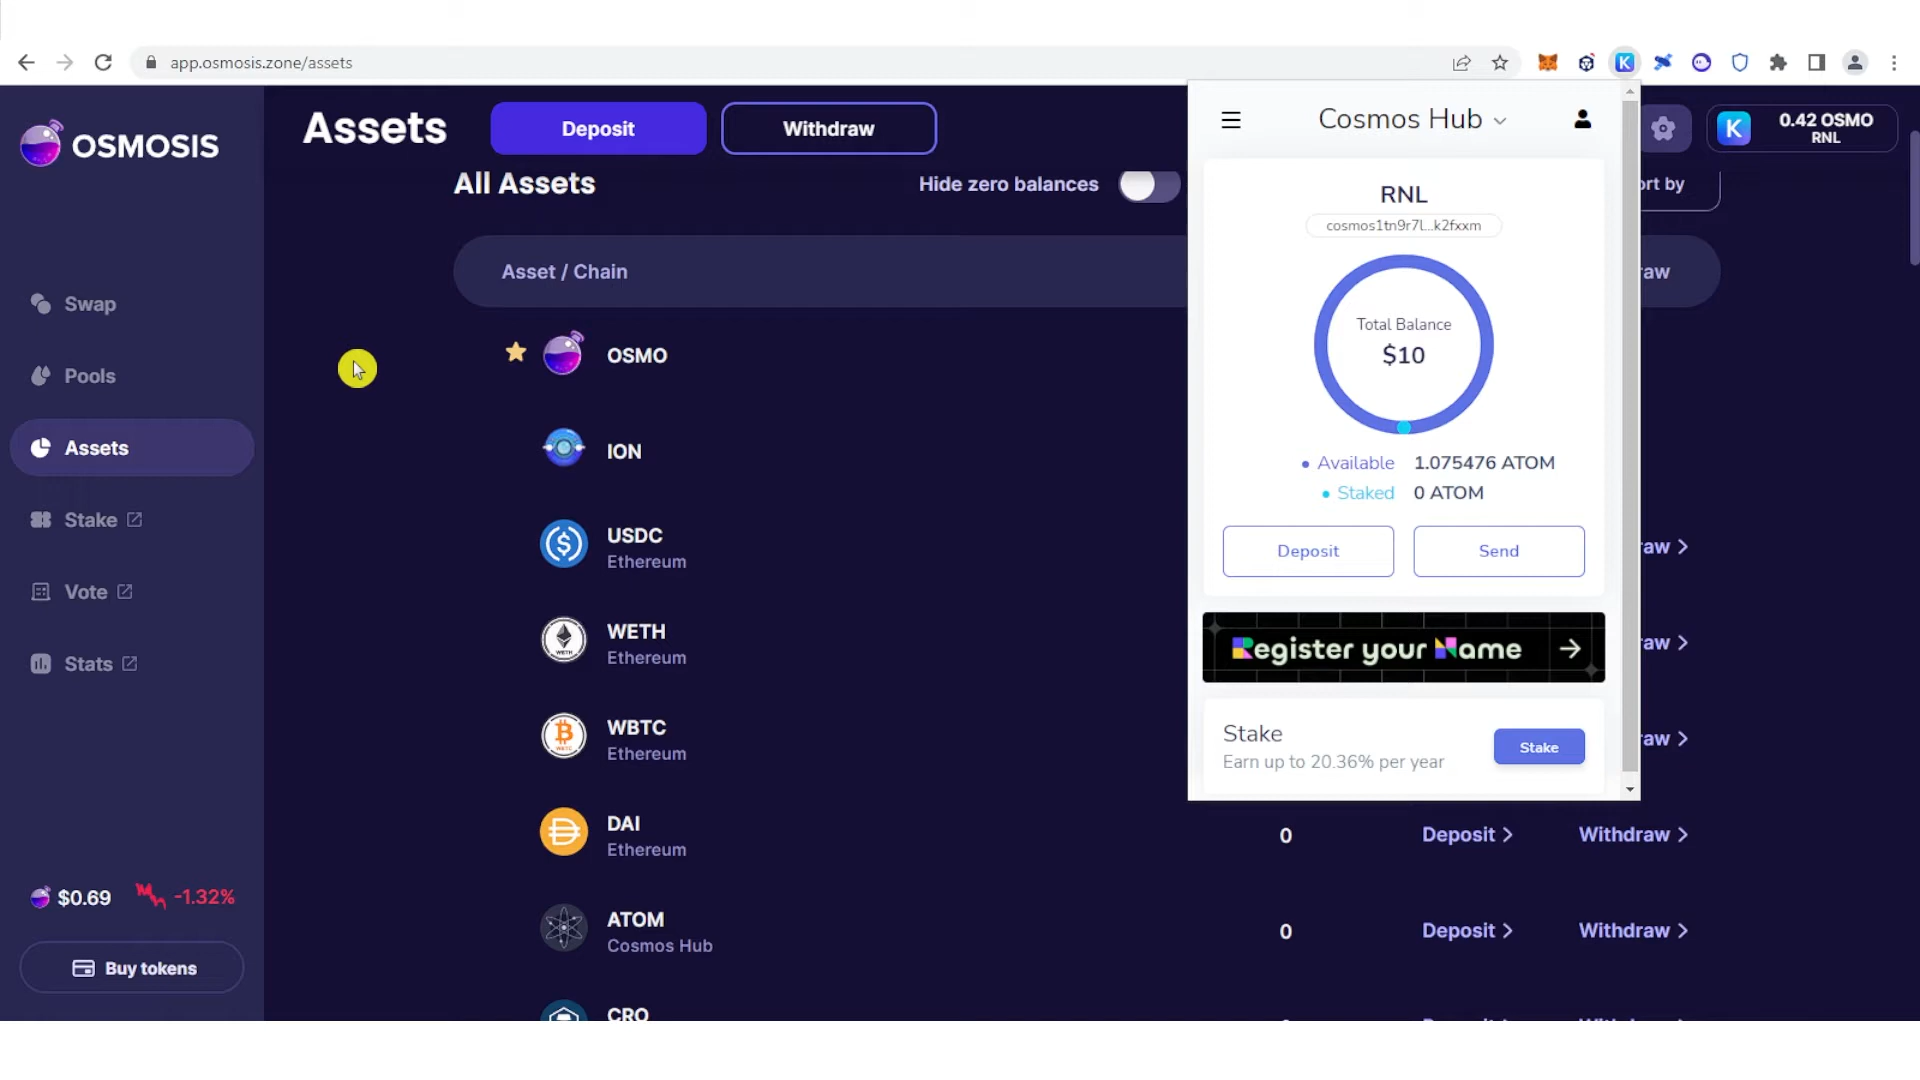 app.osmosis.zone/assets
OSMOSIS
Swap
Pools
Assets
Stake
Vote
Stats
$0.69 -1.32%
Buy tokens
Assets
Deposit
Withdraw
0.42 OSMO
RNL
All Assets
Hide zero balances
Asset / Chain
OSMO
ION
USDC
Ethereum
WETH
Ethereum
WBTC
Ethereum
DAI
Ethereum
0 Deposit Withdraw
ATOM
Cosmos Hub
0 Deposit Withdraw
CRO
Cosmos Hub
RNL
cosmos1tn9r7l...k2fxxm
Total Balance
$10
Available 1.075476 ATOM
Staked 0 ATOM
Deposit
Send
Register your Name
Stake
Earn up to 20.36% per year
Stake